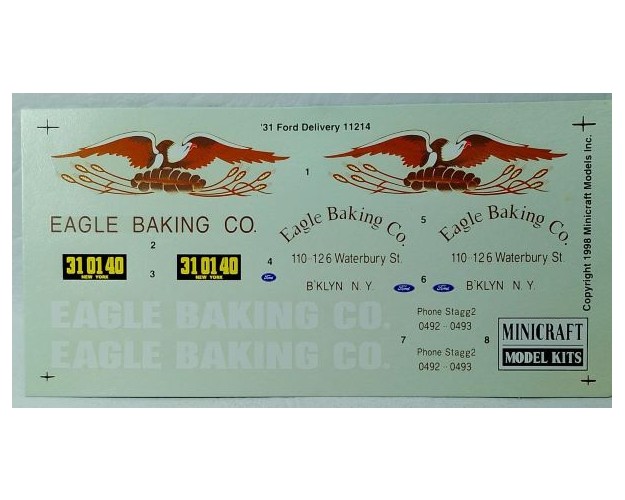 '31 Ford Delivery 11214
1
EAGLE BAKING CO.
2
3
31 01 40
NEW YORK
31 01 40
NEW YORK
4
Ford
Eagle Baking Co.
110-126 Waterbury St.
B'KLYN N. Y.
5
Eagle Baking Co.
110-126 Waterbury St.
B'KLYN N. Y.
6
Ford
Ford
EAGLE BAKING CO.
EAGLE BAKING CO.
Phone Stagg2
0492-0493
7
Phone Stagg2
0492-0493
8
MINICRAFT
MODEL KITS
Copyright 1998 Minicraft Models Inc.